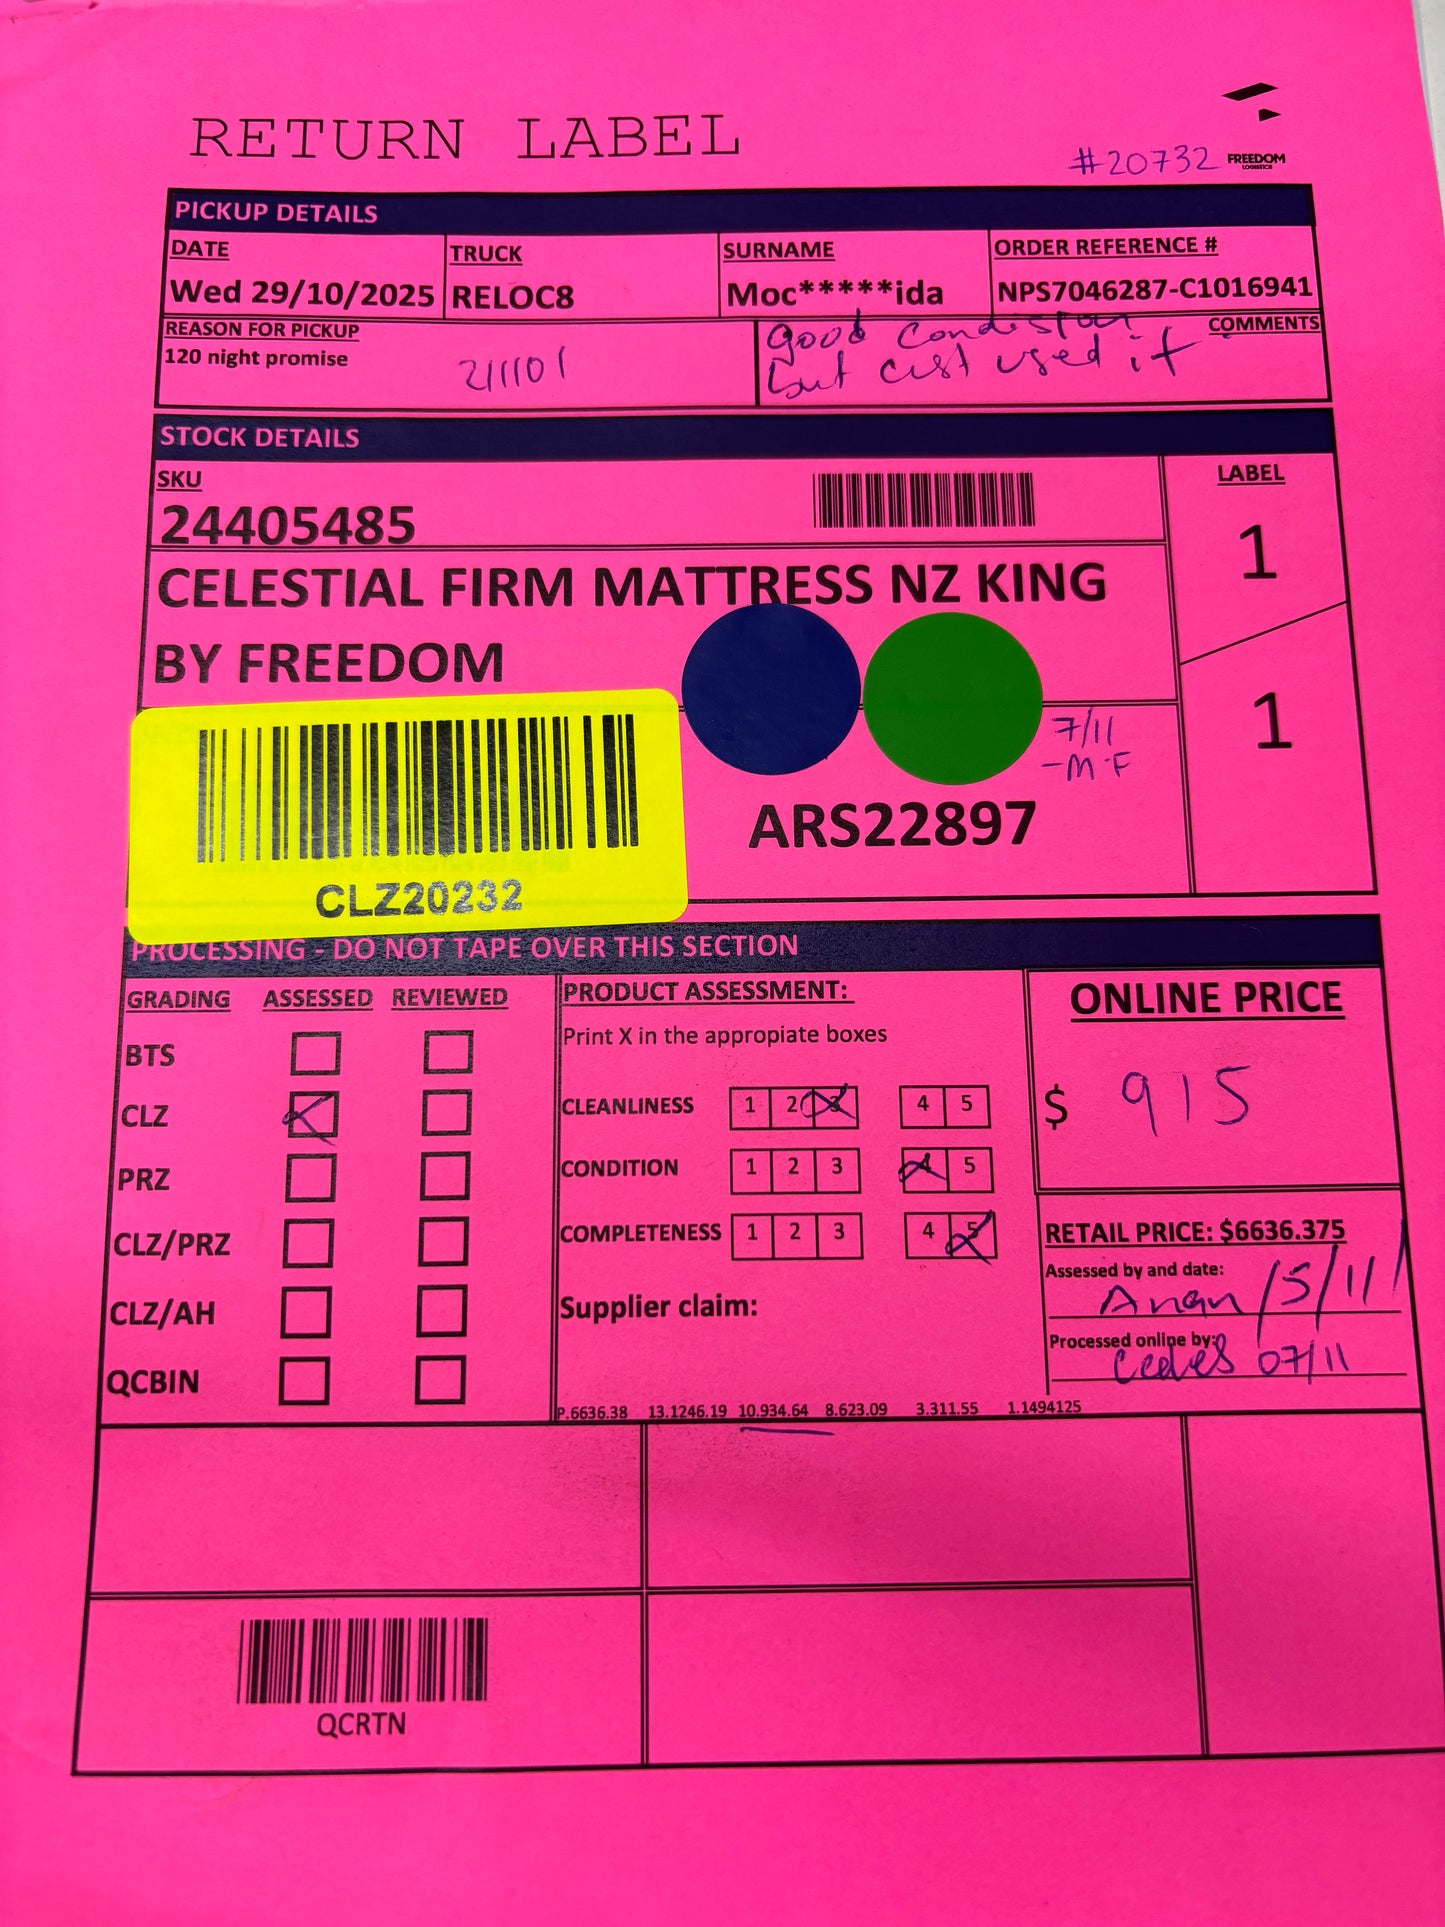 RETURN LABEL
#20732
FREEDOM
LOGISTICS
PICKUP DETAILS
DATE
Wed 29/10/2025
TRUCK
RELOC8
SURNAME
Moc*****ida
ORDER REFERENCE #
NPS7046287-C1016941
REASON FOR PICKUP
120 night promise
211101
COMMENTS
good condistan
but cust used it
STOCK DETAILS
SKU
24405485
CELESTIAL FIRM MATTRESS NZ KING
BY FREEDOM
LABEL
1
1
7/11
-M.F
ARS22897
CLZ20232
PROCESSING - DO NOT TAPE OVER THIS SECTION
GRADING ASSESSED REVIEWED
BTS
CLZ X
PRZ
CLZ/PRZ
CLZ/AH
QCBIN
PRODUCT ASSESSMENT:
Print X in the appropiate boxes
CLEANLINESS 1 2 3 4 5
CONDITION 1 2 3 4 5
COMPLETENESS 1 2 3 4 5
Supplier claim:
P.6636.38 13.1246.19 10.934.64 8.623.09 3.311.55 1.1494125
ONLINE PRICE
$ 915
RETAIL PRICE: $6636.375
Assessed by and date:
Anan /5/11/
Processed online by:
07/11
QCRTN